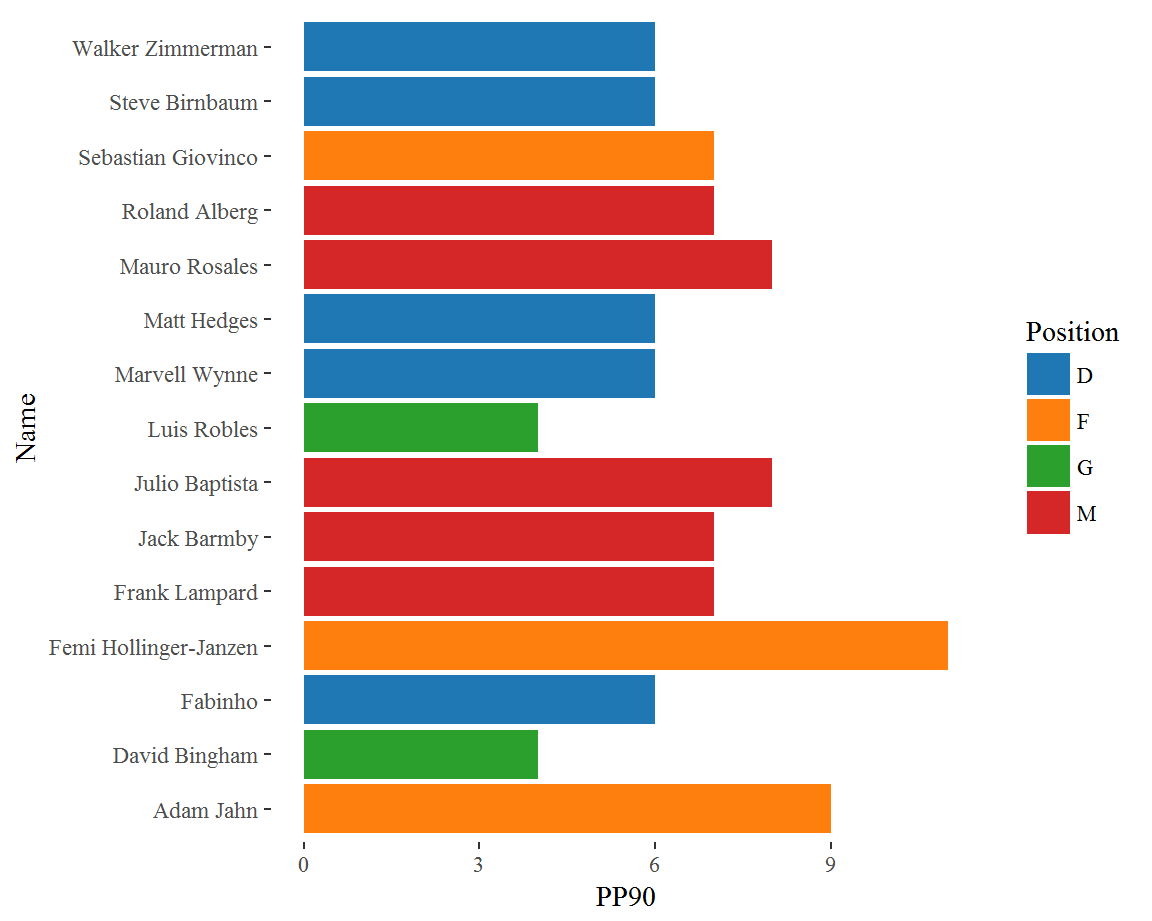 Walker Zimmerman
Steve Birnbaum
Sebastian Giovinco
Roland Alberg
Mauro Rosales
Matt Hedges
Marvell Wynne
Luis Robles
Julio Baptista
Jack Barmby
Frank Lampard
Femi Hollinger-Janzen
Fabinho
David Bingham
Adam Jahn
Name
0 3 6 9
PP90
Position
D
F
G
M